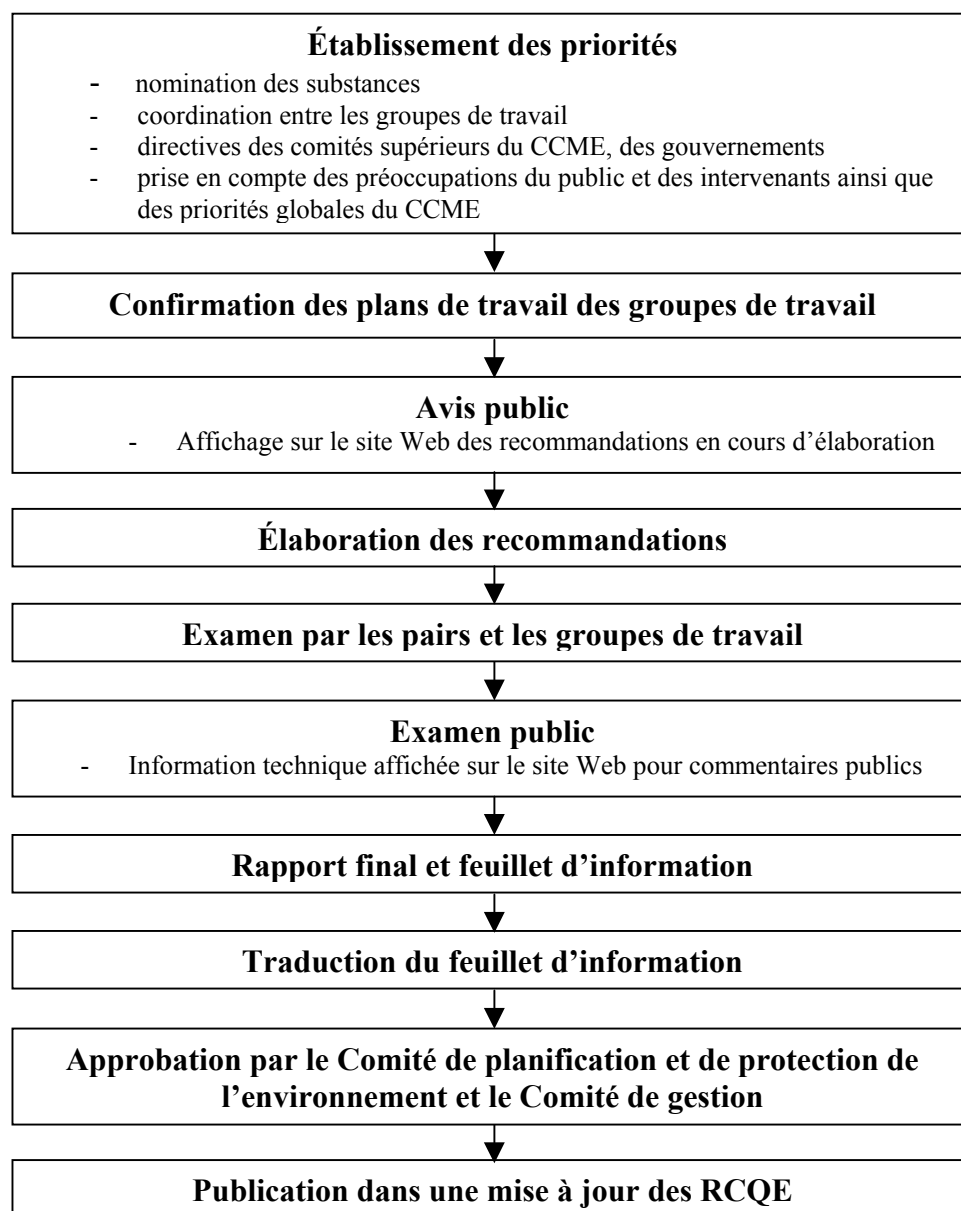 Établissement des priorités
- nomination des substances
- coordination entre les groupes de travail
- directives des comités supérieurs du CCME, des gouvernements
- prise en compte des préoccupations du public et des intervenants ainsi que
des priorités globales du CCME
Confirmation des plans de travail des groupes de travail
Avis public
- Affichage sur le site Web des recommandations en cours d’élaboration
Élaboration des recommandations
Examen par les pairs et les groupes de travail
Examen public
- Information technique affichée sur le site Web pour commentaires publics
Rapport final et feuillet d’information
Traduction du feuillet d’information
Approbation par le Comité de planification et de protection de
l’environnement et le Comité de gestion
Publication dans une mise à jour des RCQE